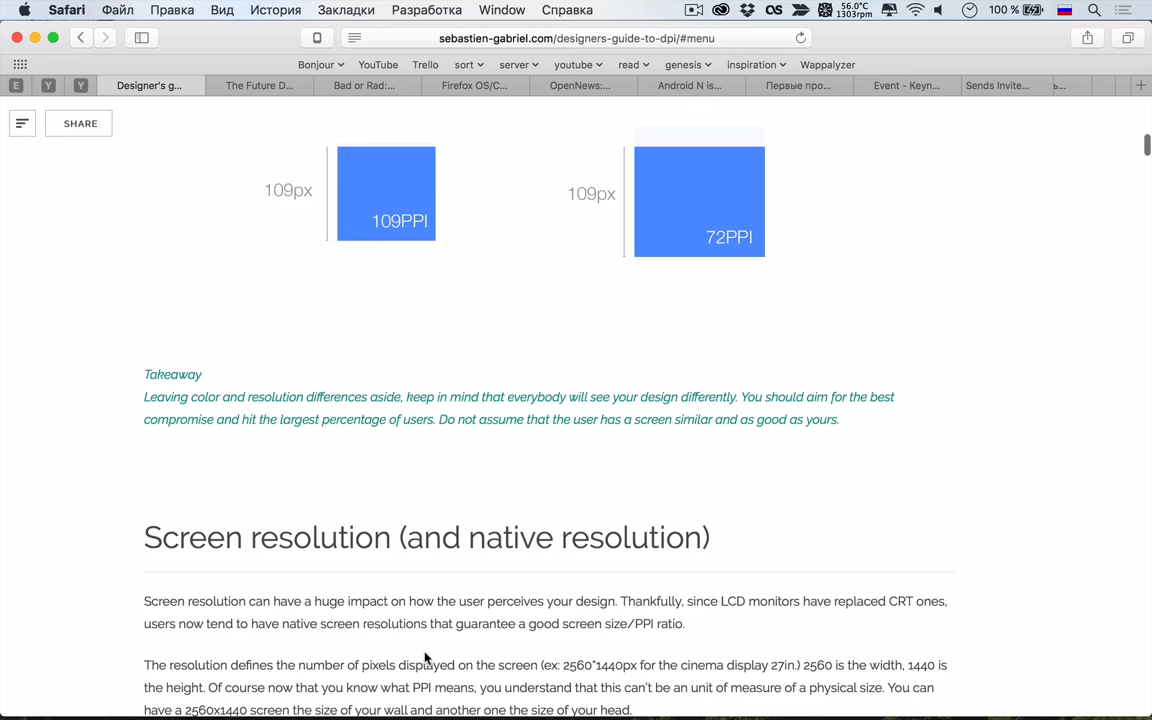 Safari Файл Правка Вид История Закладки Разработка Window Справка 56.0°C 1303rpm 100 %
sebastien-gabriel.com/designers-guide-to-dpi/#menu
Bonjour YouTube Trello sort server youtube read genesis inspiration Wappalyzer
E Y Y Designer's g... The Future D... Bad or Rad:... Firefox OS/C... OpenNews:... Android N is... Первые про... Event - Keyn... Sends Invite... ь...
SHARE
109px 109PPI 109px 72PPI
Takeaway
Leaving color and resolution differences aside, keep in mind that everybody will see your design differently. You should aim for the best
compromise and hit the largest percentage of users. Do not assume that the user has a screen similar and as good as yours.
Screen resolution (and native resolution)
Screen resolution can have a huge impact on how the user perceives your design. Thankfully, since LCD monitors have replaced CRT ones,
users now tend to have native screen resolutions that guarantee a good screen size/PPI ratio.
The resolution defines the number of pixels displayed on the screen (ex: 2560*1440px for the cinema display 27in.) 2560 is the width, 1440 is
the height. Of course now that you know what PPI means, you understand that this can't be an unit of measure of a physical size. You can
have a 2560x1440 screen the size of your wall and another one the size of your head.